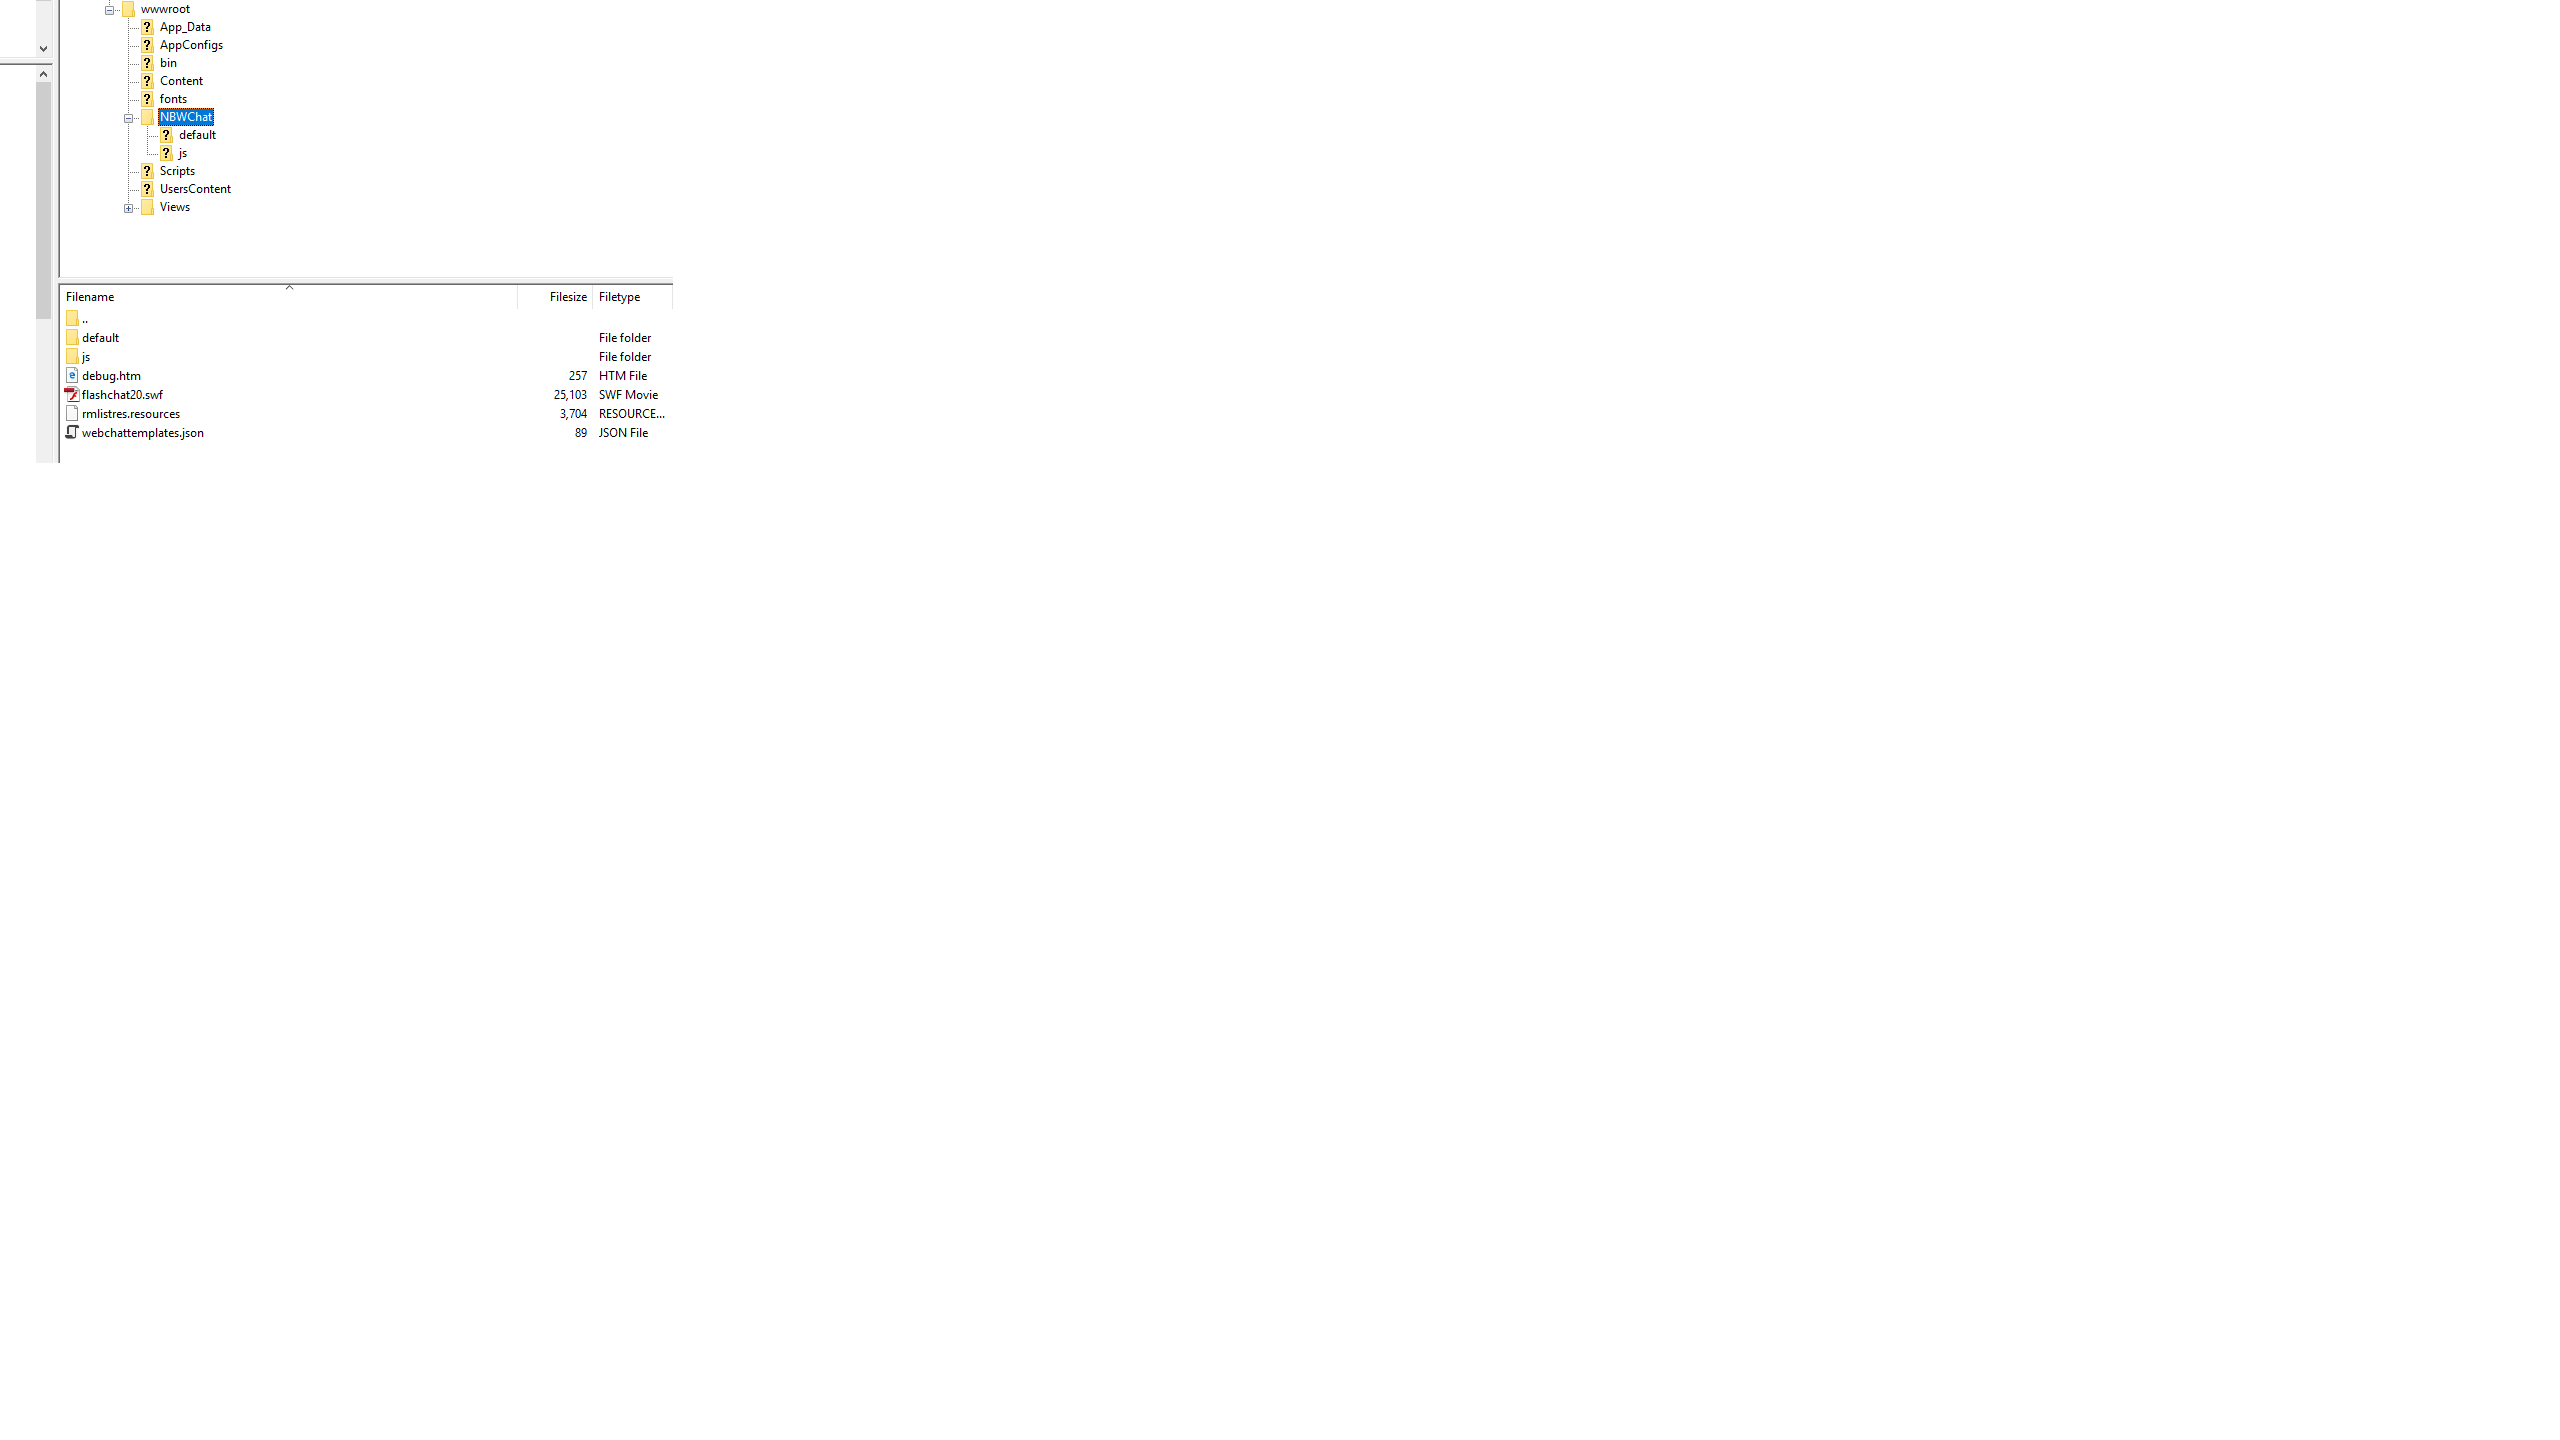 wwwroot
App_Data
AppConfigs
bin
Content
fonts
NBWChat
default
js
Scripts
UsersContent
Views
Filename Filesize Filetype
..
default File folder
js File folder
debug.htm 257 HTM File
flashchat20.swf 25,103 SWF Movie
rmlistres.resources 3,704 RESOURCE...
webchattemplates.json 89 JSON File